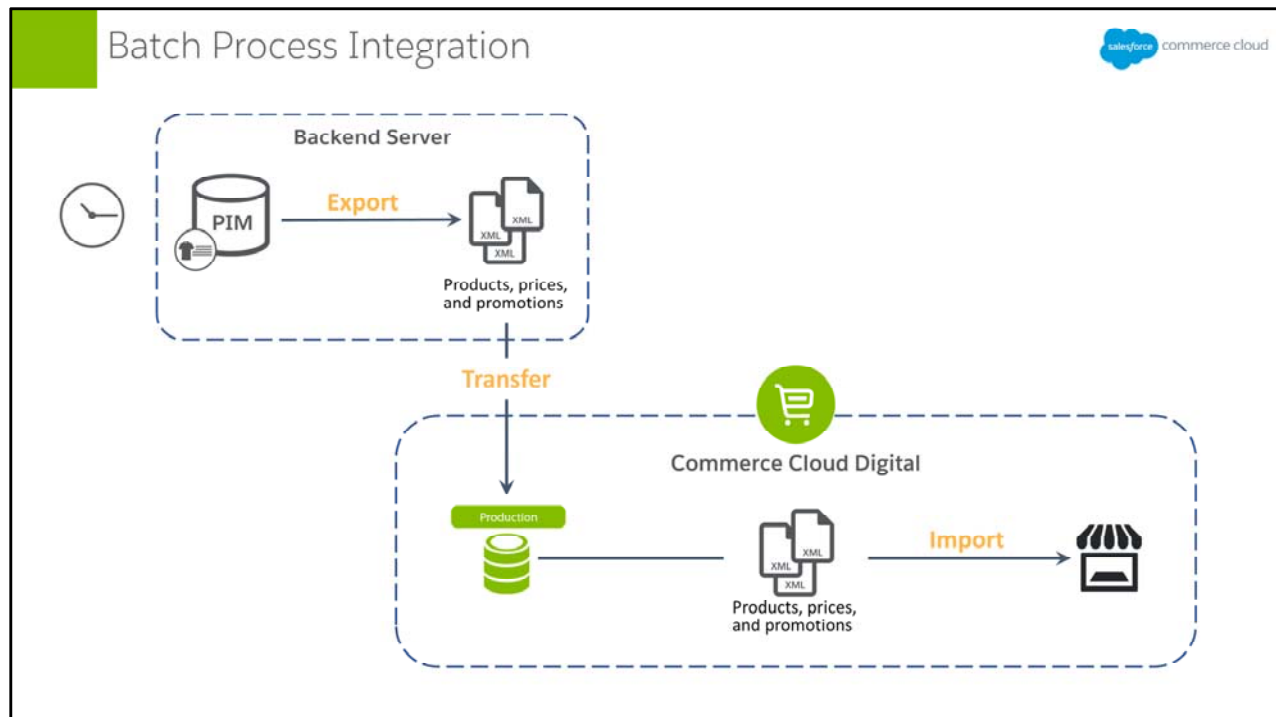 Batch Process Integration
salesforce commerce cloud
Backend Server
PIM
Export
XML
XML
XML
Products, prices,
and promotions
Transfer
Commerce Cloud Digital
Production
XML
XML
XML
Import
Products, prices,
and promotions